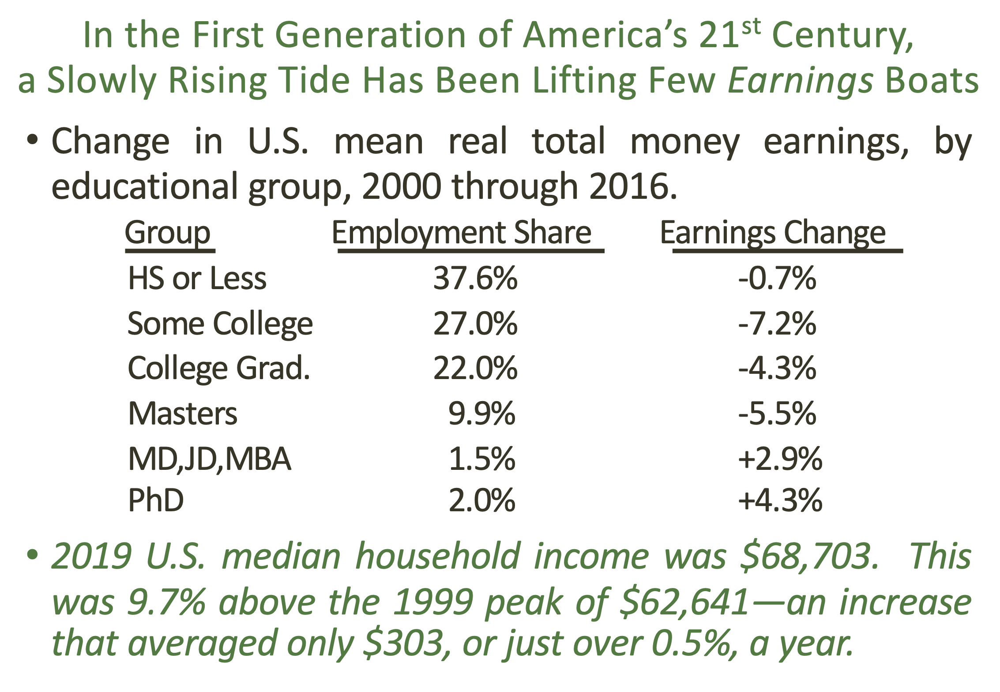 In the First Generation of America’s 21st Century,
a Slowly Rising Tide Has Been Lifting Few Earnings Boats
• Change in U.S. mean real total money earnings, by
educational group, 2000 through 2016.
Group Employment Share Earnings Change
HS or Less 37.6% -0.7%
Some College 27.0% -7.2%
College Grad. 22.0% -4.3%
Masters 9.9% -5.5%
MD,JD,MBA 1.5% +2.9%
PhD 2.0% +4.3%
• 2019 U.S. median household income was $68,703. This
was 9.7% above the 1999 peak of $62,641—an increase
that averaged only $303, or just over 0.5%, a year.